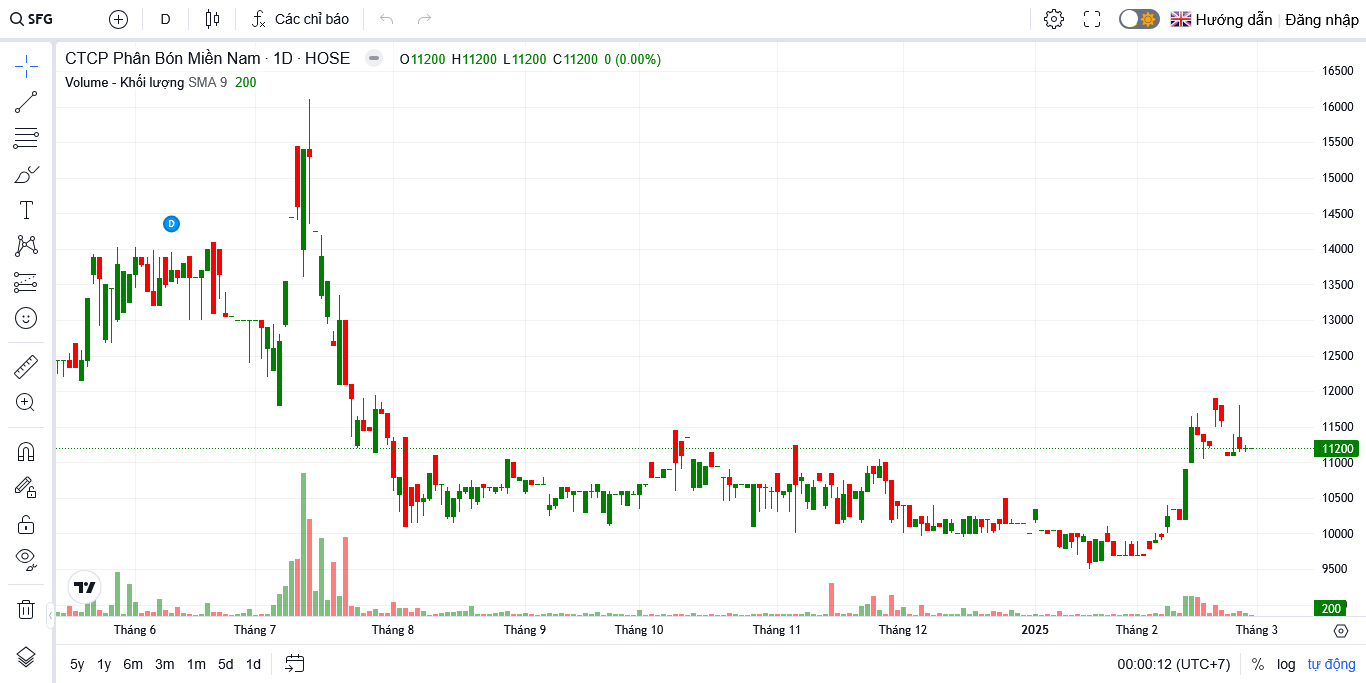 SFG D Các chỉ báo Hướng dẫn Đăng nhập
CTCP Phân Bón Miền Nam · 1D · HOSE O11200 H11200 L11200 C11200 0 (0.00%)
Volume - Khối lượng SMA 9 200
D
16500
16000
15500
15000
14500
14000
13500
13000
12500
12000
11500
11200
11000
10500
10000
9500
200
Tháng 6 Tháng 7 Tháng 8 Tháng 9 Tháng 10 Tháng 11 Tháng 12 2025 Tháng 2 Tháng 3
5y 1y 6m 3m 1m 5d 1d 00:00:12 (UTC+7) % log tự động